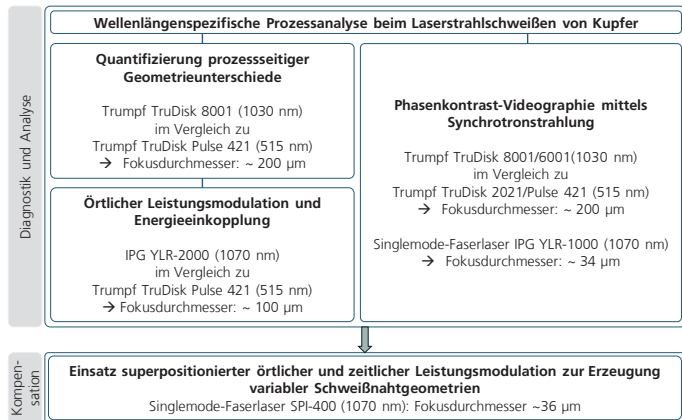 Wellenlängenspezifische Prozessanalyse beim Laserstrahlschweißen von Kupfer
Diagnostik und Analyse
Quantifizierung prozessseitiger
Geometrieunterschiede
Trumpf TruDisk 8001 (1030 nm)
im Vergleich zu
Trumpf TruDisk Pulse 421 (515 nm)
→ Fokusdurchmesser: ~ 200 µm
Örtlicher Leistungsmodulation und
Energieeinkopplung
IPG YLR-2000 (1070 nm)
im Vergleich zu
Trumpf TruDisk Pulse 421 (515 nm)
→ Fokusdurchmesser: ~ 100 µm
Phasenkontrast-Videographie mittels
Synchrotronstrahlung
Trumpf TruDisk 8001/6001(1030 nm)
im Vergleich zu
Trumpf TruDisk 2021/Pulse 421 (515 nm)
→ Fokusdurchmesser: ~ 200 µm
Singlemode-Faserlaser IPG YLR-1000 (1070 nm)
→ Fokusdurchmesser: ~ 34 µm
Kompen-
sation
Einsatz superpositionierter örtlicher und zeitlicher Leistungsmodulation zur Erzeugung
variabler Schweißnahtgeometrien
Singlemode-Faserlaser SPI-400 (1070 nm): Fokusdurchmesser ~36 µm